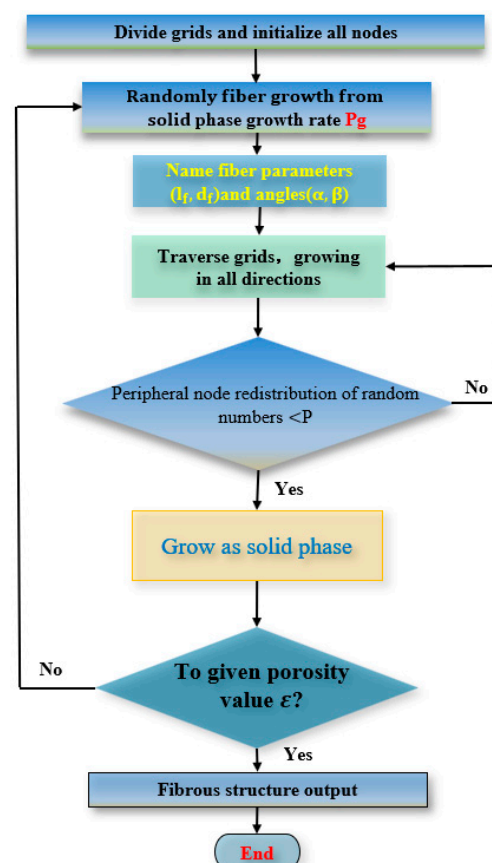 Divide grids and initialize all nodes
Randomly fiber growth from
solid phase growth rate Pg
Name fiber parameters
(l_f, d_f)and angles(α, β)
Traverse grids，growing
in all directions
Peripheral node redistribution of random
numbers <P
No
Yes
Grow as solid phase
To given porosity
value ε?
No
Yes
Fibrous structure output
End